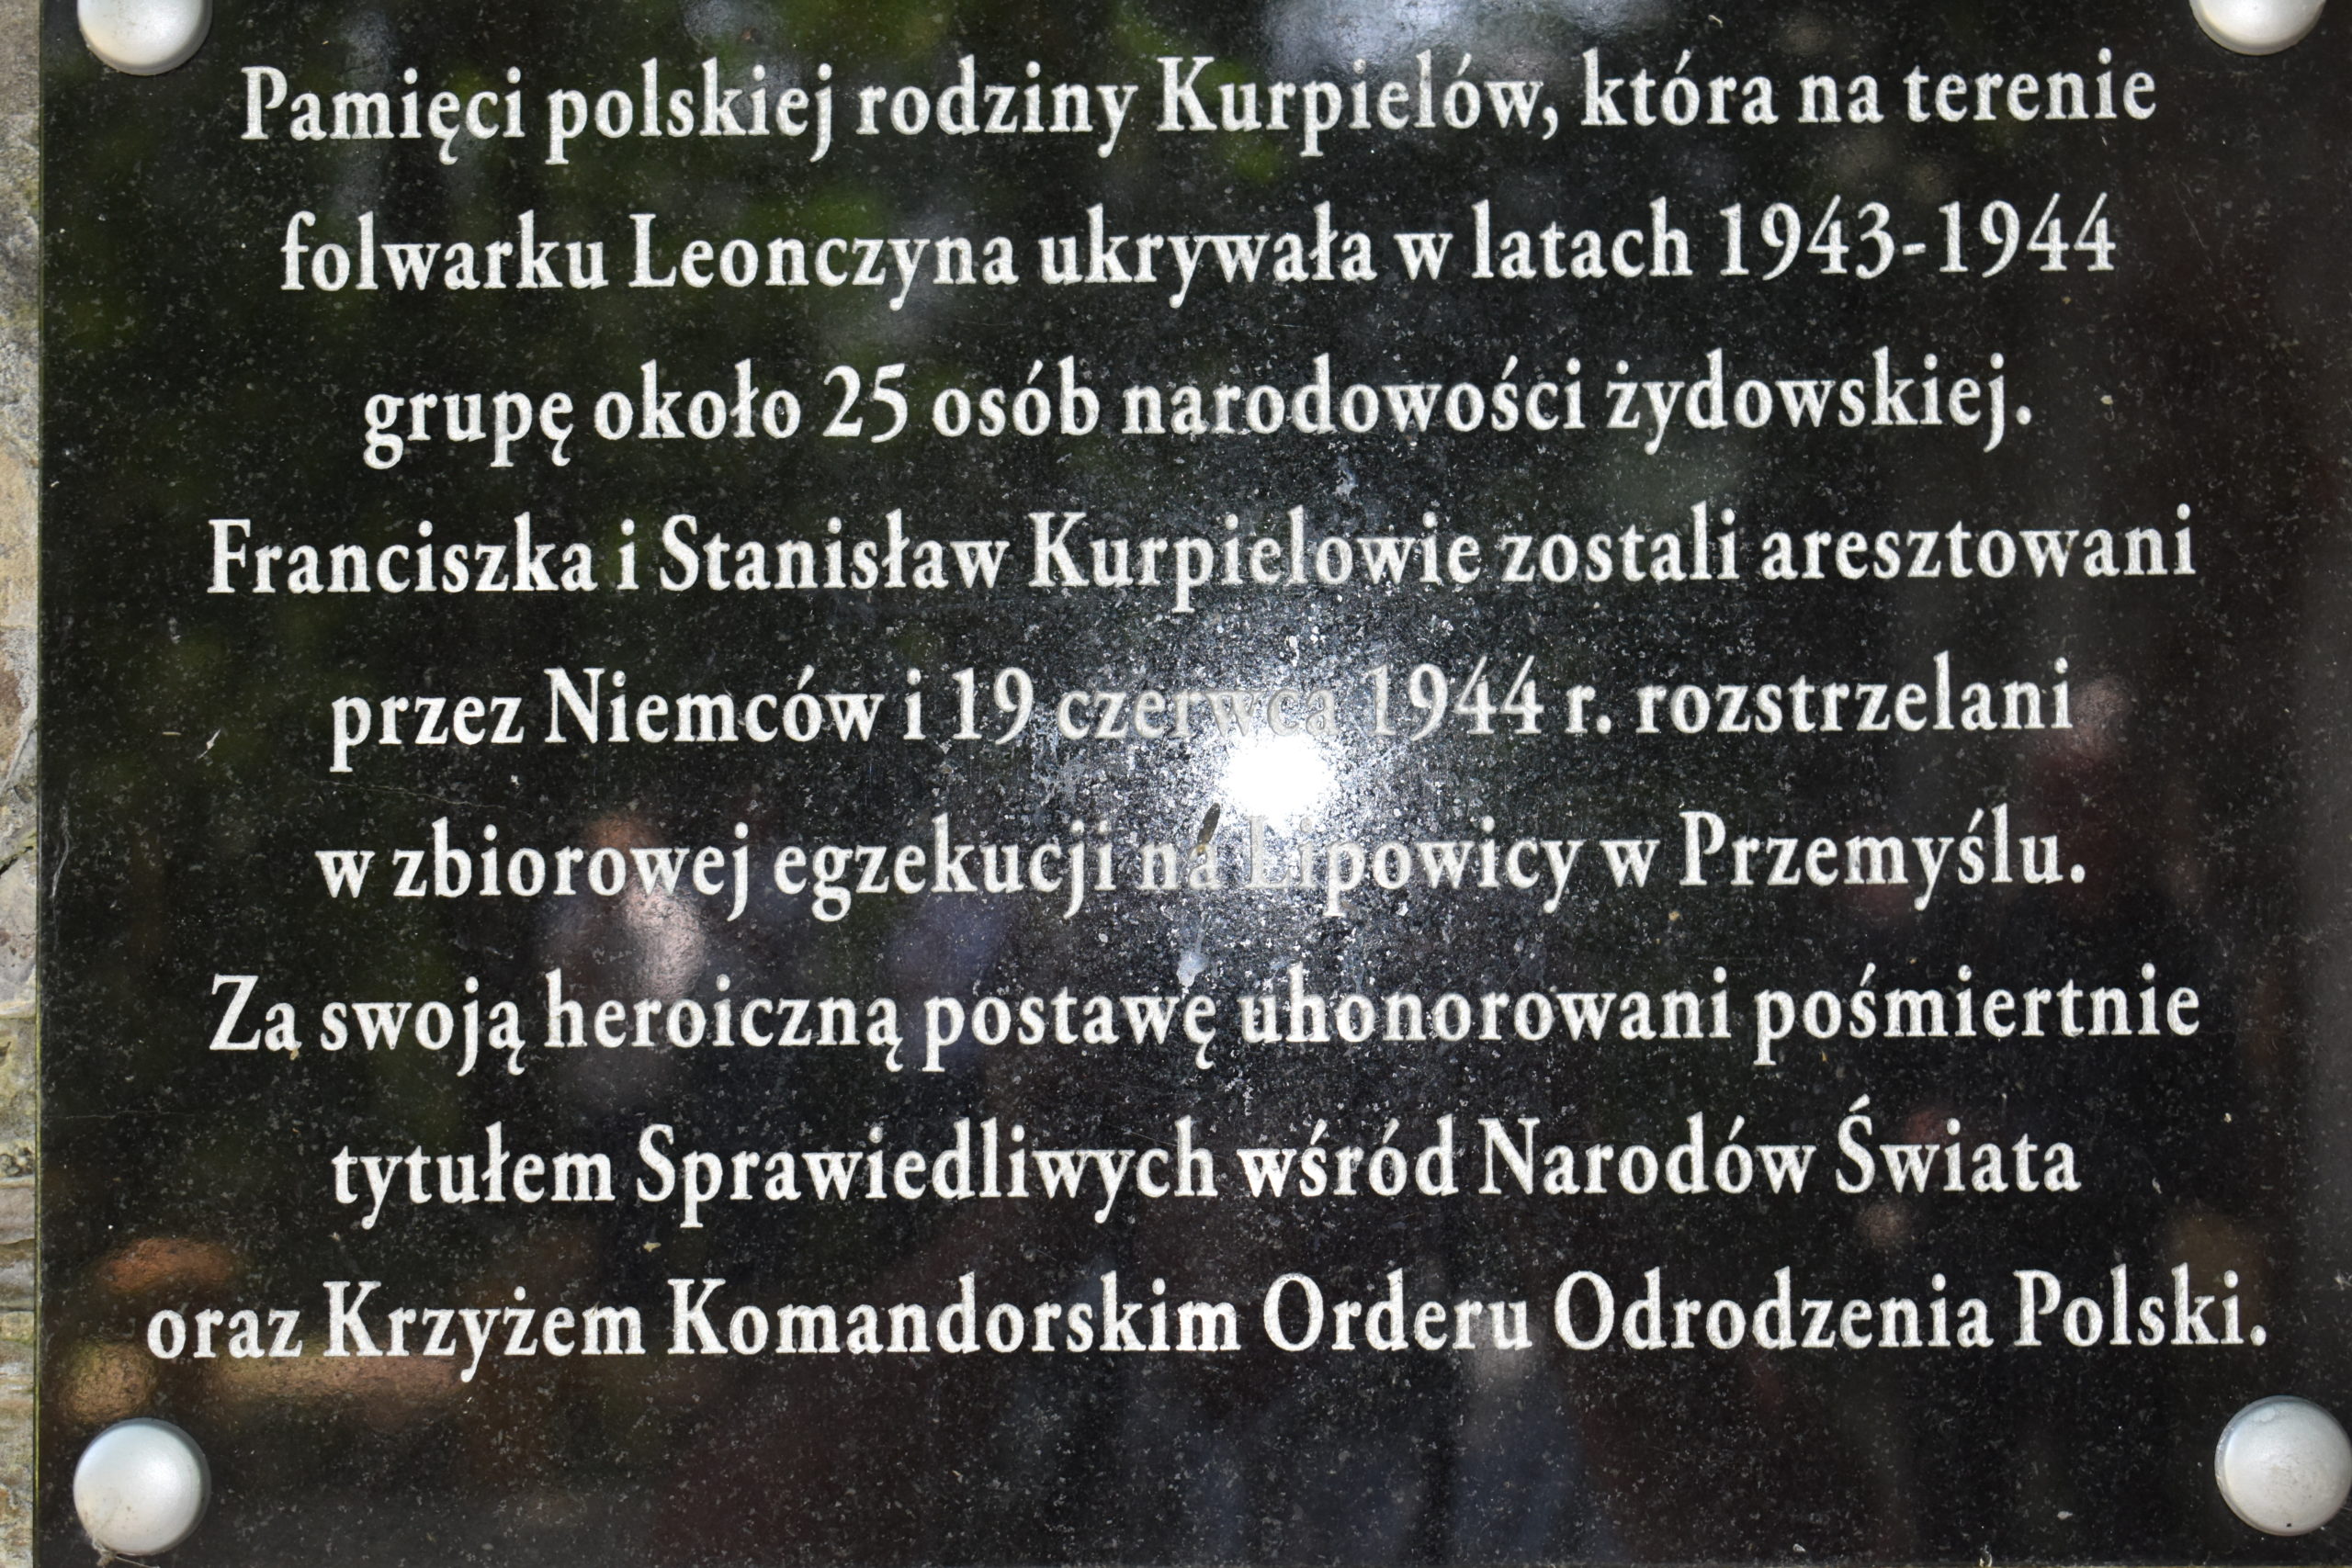 Pamięci polskiej rodziny Kurpielów, która na terenie
folwarku Leonczyna ukrywała w latach 1943-1944
grupę około 25 osób narodowości żydowskiej.
Franciszka i Stanisław Kurpielowie zostali aresztowani
przez Niemców i 19 czerwca 1944 r. rozstrzelani
w zbiorowej egzekucji na Lipowicy w Przemyślu.
Za swoją heroiczną postawę uhonorowani pośmiertnie
tytułem Sprawiedliwych wśród Narodów Świata
oraz Krzyżem Komandorskim Orderu Odrodzenia Polski.